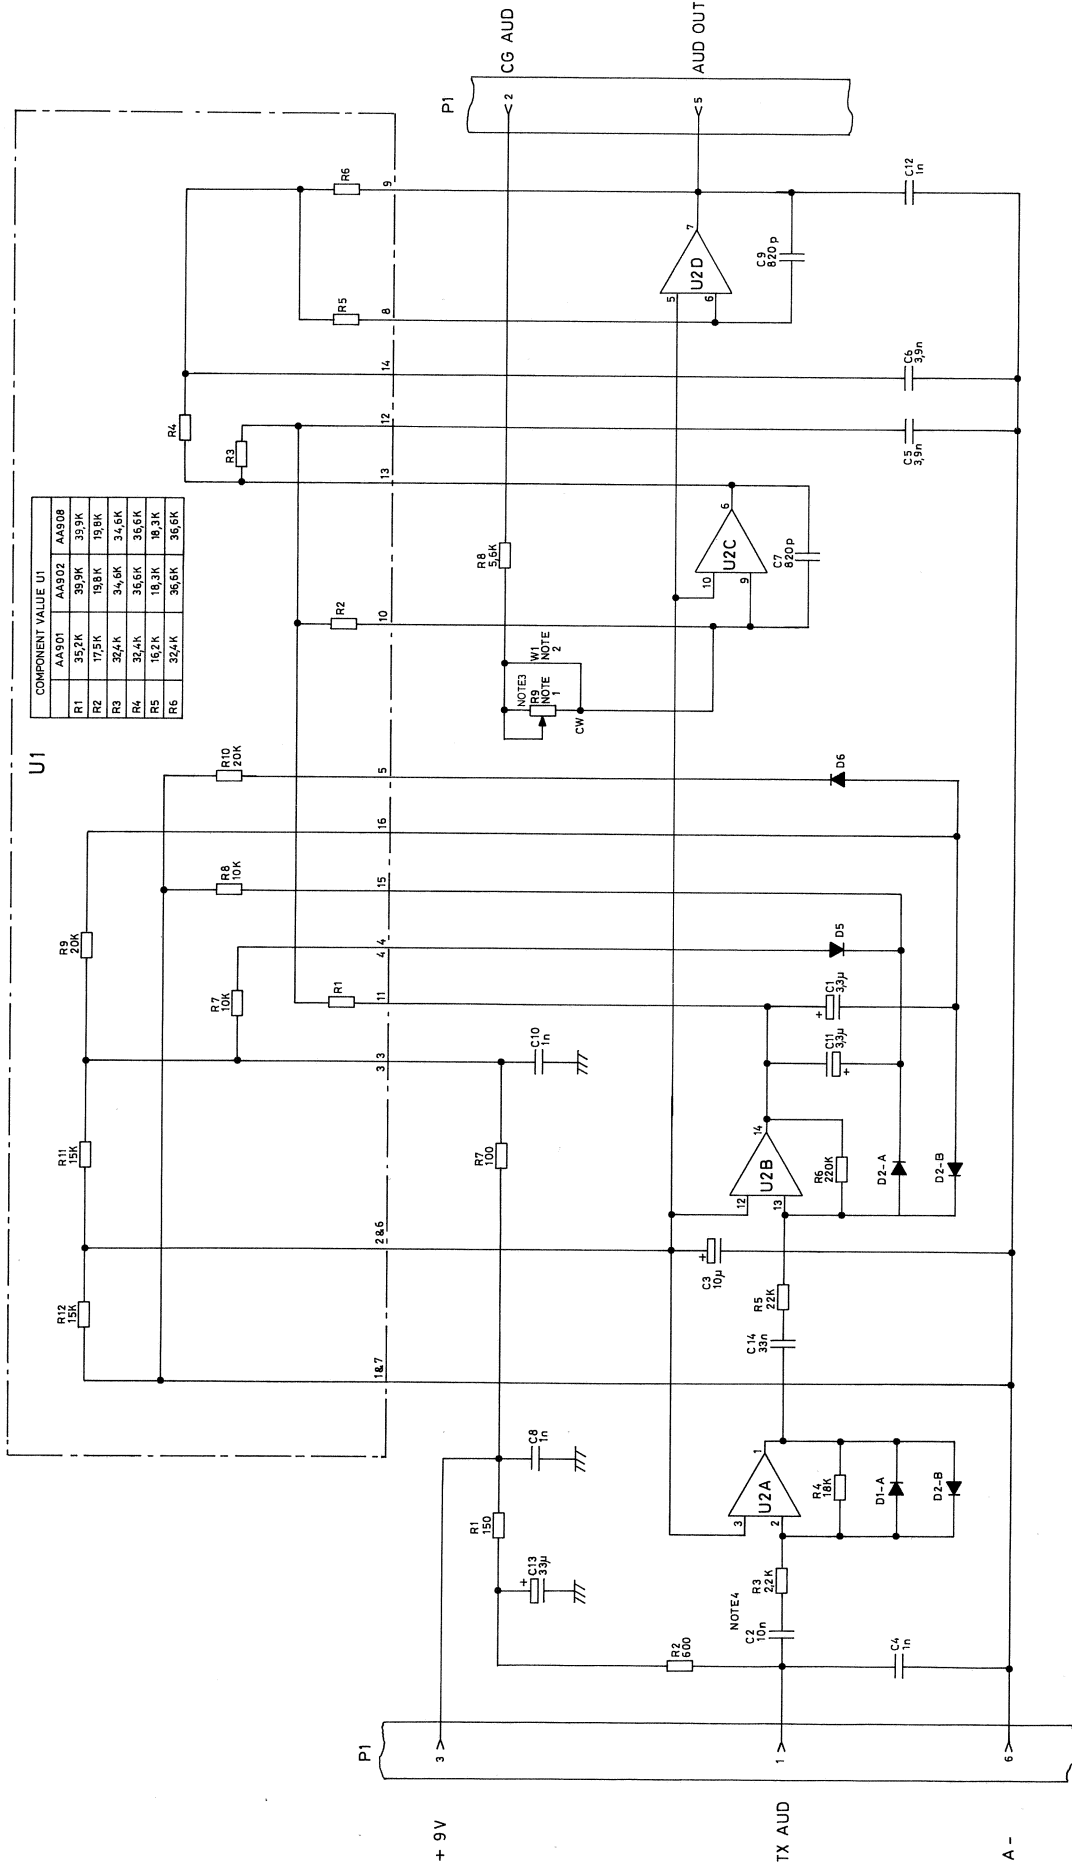 U1
COMPONENT VALUE U1
AA901 AA902 AA908
R1 35,2K 39,9K 39,9K
R2 17,5K 19,8K 19,8K
R3 32,4K 34,6K 34,6K
R4 32,4K 36,6K 36,6K
R5 16,2K 18,3K 18,3K
R6 32,4K 36,6K 36,6K
R12
15K
R11
15K
R9
20K
R7
10K
R8
10K
R10
20K
R1
R2
R3
R4
R5
R6
1&7
2&6
3
3
11
4
4
15
16
5
10
13
12
14
8
9
P1
+ 9V
3
TX AUD
1
A -
6
R1
150
C13
33µ
+
C8
1n
R7
100
C10
1n
R2
600
NOTE4
C2
10n
R3
2,2K
C4
1n
3
2
U2A
1
R4
18K
D1-A
D2-B
C14
33n
R5
22K
C3
10µ
+
12
13
U2B
14
R6
220K
D2-A
D2-B
C11
3,3µ
+
C1
3,3µ
+
D5
D6
NOTE3
R9
NOTE
1
CW
W1
NOTE
2
R8
5,6K
10
9
U2C
6
C7
820p
C5
3,9n
C6
3,9n
5
6
U2D
7
C9
820p
C12
1n
P1
2
CG AUD
5
AUD OUT